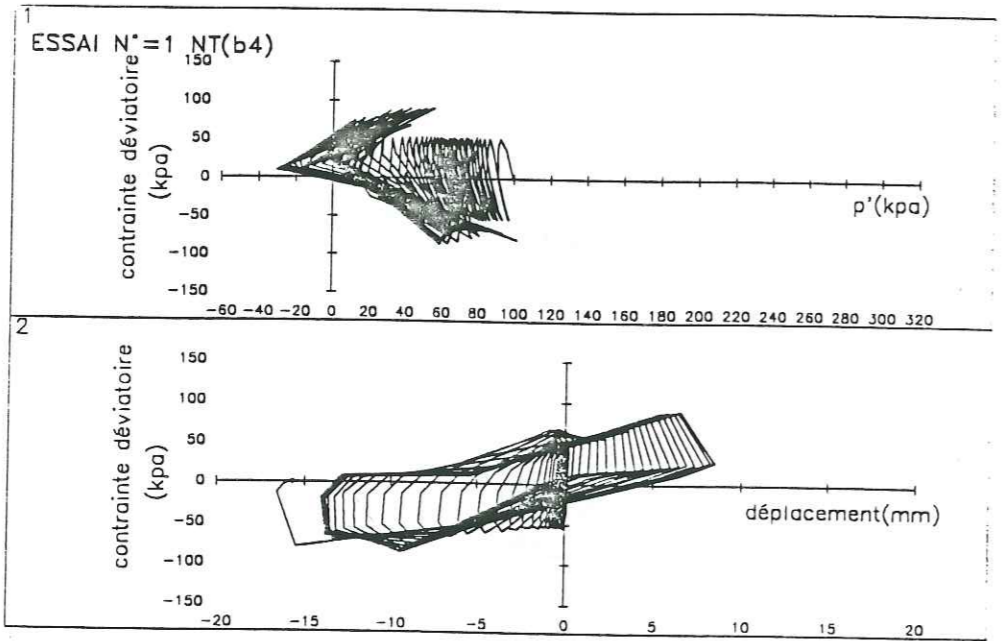 1
ESSAI N°=1 NT(b4)
contrainte déviatoire
(kpa)
150
100
50
0
-50
-100
-150
p'(kpa)
-60 -40 -20 0 20 40 60 80 100 120 140 160 180 200 220 240 260 280 300 320
2
contrainte déviatoire
(kpa)
150
100
50
0
-50
-100
-150
déplacement(mm)
-20 -15 -10 -5 0 5 10 15 20